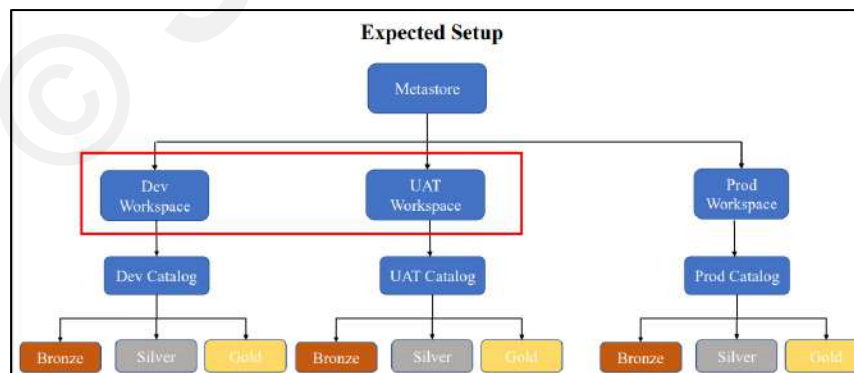 Expected Setup
Metastore
Dev
Workspace
UAT
Workspace
Prod
Workspace
Dev Catalog
UAT Catalog
Prod Catalog
Bronze
Silver
Gold
Bronze
Silver
Gold
Bronze
Silver
Gold